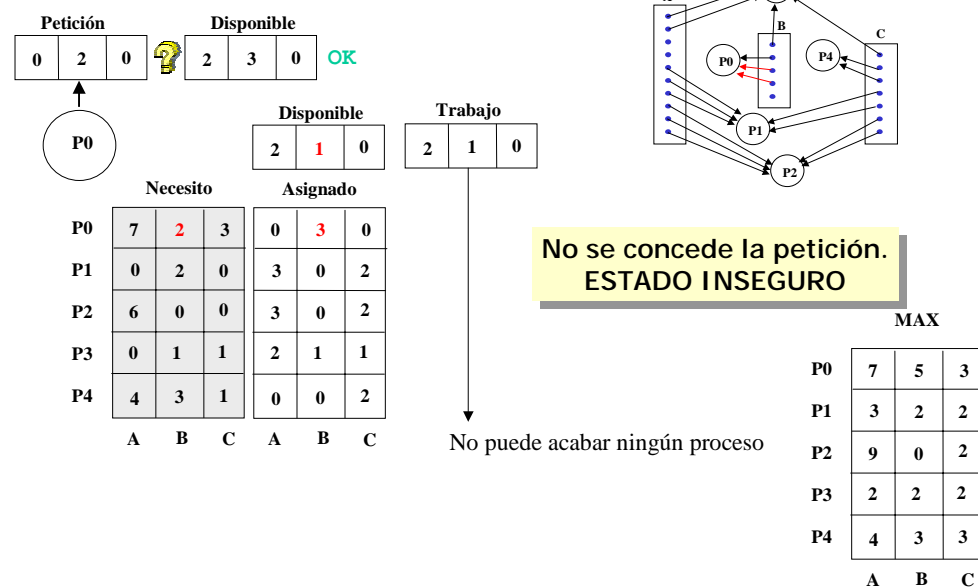 Petición Disponible
0 2 0 2 3 0 OK
P0
Disponible Trabajo
2 1 0 2 1 0
Necesito Asignado
P0 7 2 3 0 3 0
P1 0 2 0 3 0 2
P2 6 0 0 3 0 2
P3 0 1 1 2 1 1
P4 4 3 1 0 0 2
A B C A B C
No puede acabar ningún proceso
B
C
P0
P4
P1
P2
No se concede la petición.
ESTADO INSEGURO
MAX
P0 7 5 3
P1 3 2 2
P2 9 0 2
P3 2 2 2
P4 4 3 3
A B C